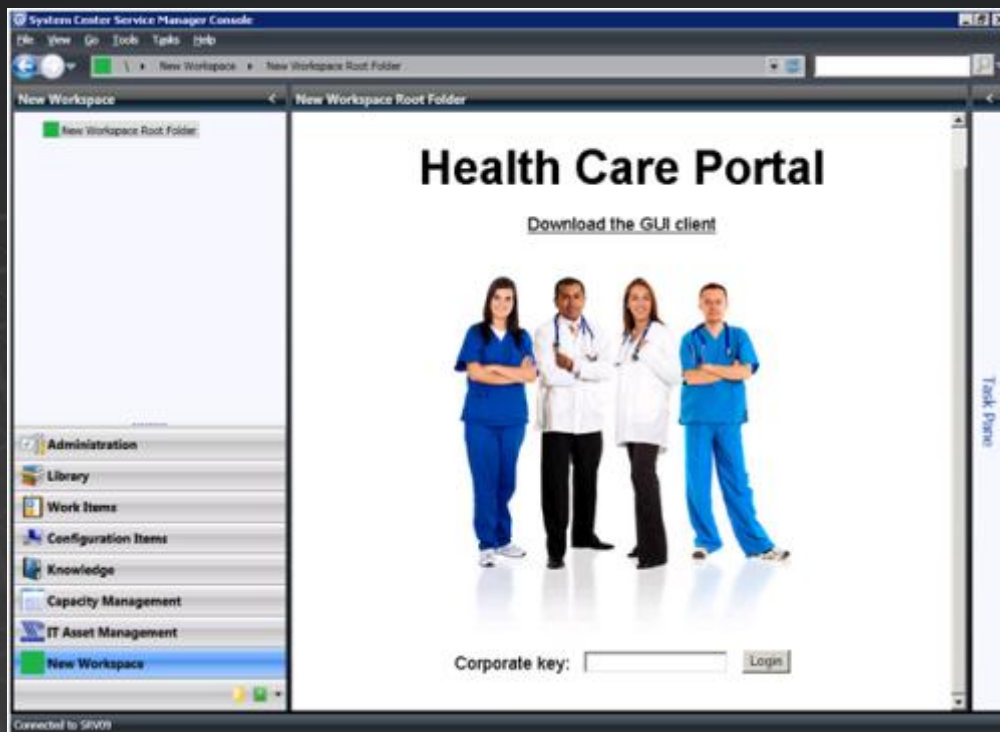 System Center Service Manager Console
File View Go Tools Tasks Help
\ New Workspace New Workspace Root Folder
New Workspace
New Workspace Root Folder
New Workspace Root Folder
Health Care Portal
Download the GUI client
Corporate key:
Login
Administration
Library
Work Items
Configuration Items
Knowledge
Capacity Management
IT Asset Management
New Workspace
Task Pane
Connected to SRV09